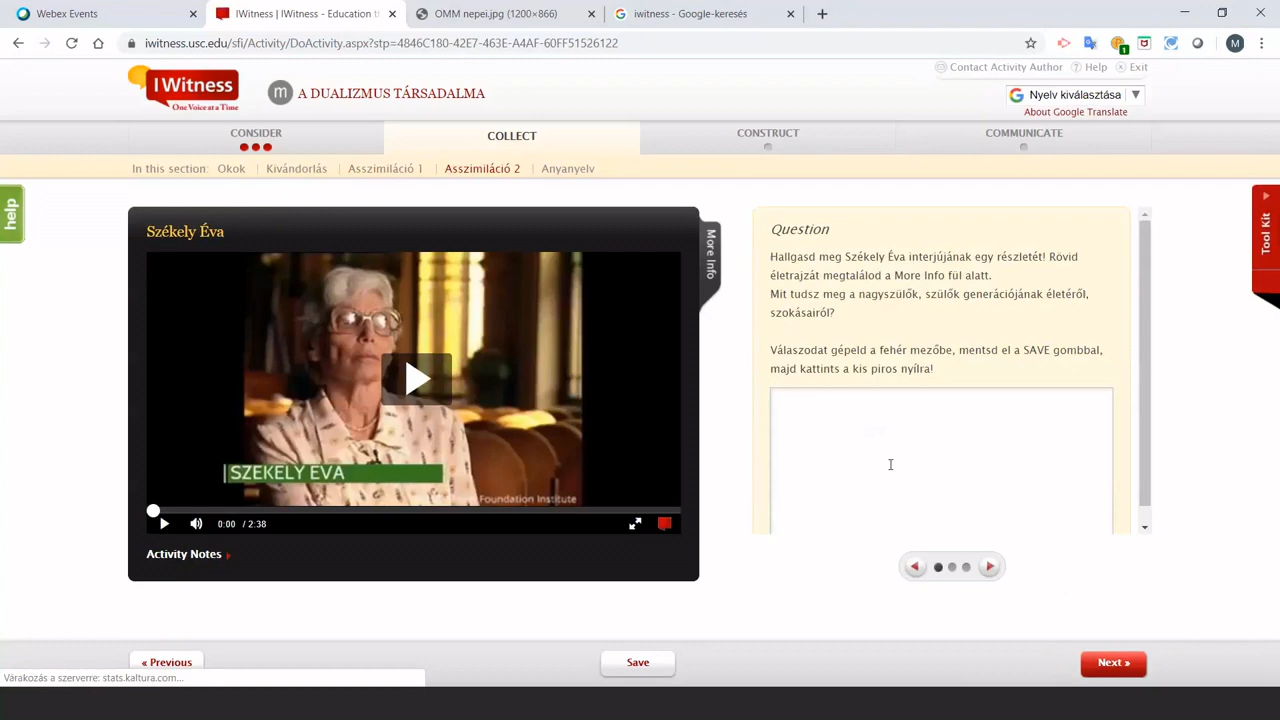 Webex Events
IWitness | IWitness - Education t
OMM nepei.jpg (1200×866)
iwitness - Google-keresés
iwitness.usc.edu/sfi/Activity/DoActivity.aspx?stp=4846C1D0-42E7-463E-A4AF-60FF51526122
M
Contact Activity Author
Help
Exit
IWitness
One Voice at a Time
m
A DUALIZMUS TÁRSADALMA
Nyelv kiválasztása
About Google Translate
CONSIDER
COLLECT
CONSTRUCT
COMMUNICATE
In this section: Okok | Kivándorlás | Asszimiláció 1 | Asszimiláció 2 | Anyanyelv
help
Tool Kit
Székely Éva
More Info
SZEKELY EVA
Foundation Institute
0:00 / 2:38
Activity Notes
Question
Hallgasd meg Székely Éva interjújának egy részletét! Rövid
életrajzát megtalálod a More Info fül alatt.
Mit tudsz meg a nagyszülők, szülők generációjának életéről,
szokásairól?
Válaszodat gépeld a fehér mezőbe, mentsd el a SAVE gombbal,
majd kattints a kis piros nyílra!
« Previous
Save
Next »
Várakozás a szerverre: stats.kaltura.com...